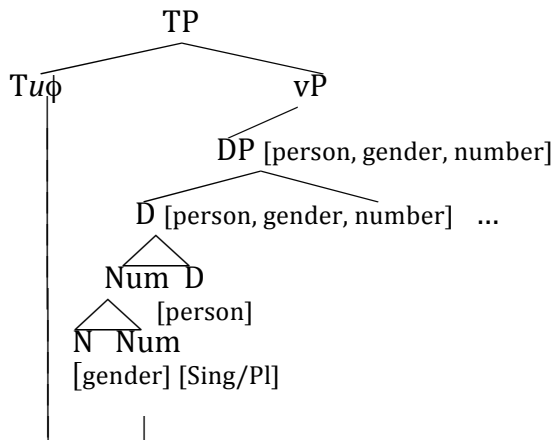 TP
Tuϕ vP
DP [person, gender, number]
D [person, gender, number] ...
Num D
[person]
N Num
[gender] [Sing/Pl]